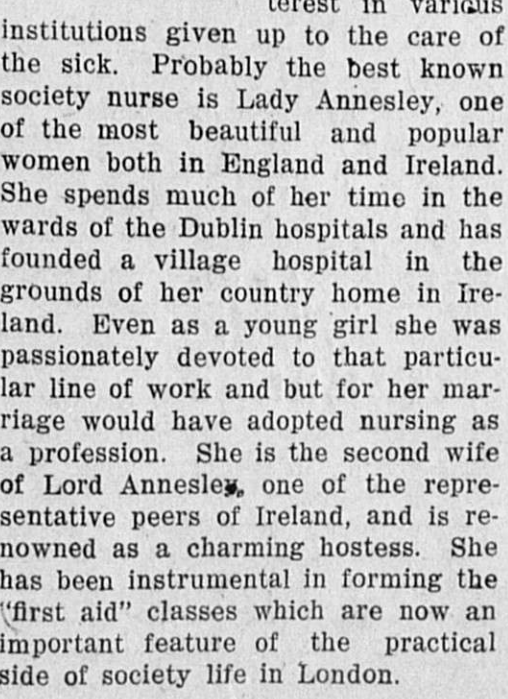 terest in various
institutions given up to the care of
the sick. Probably the best known
society nurse is Lady Annesley, one
of the most beautiful and popular
women both in England and Ireland.
She spends much of her time in the
wards of the Dublin hospitals and has
founded a village hospital in the
grounds of her country home in Ire-
land. Even as a young girl she was
passionately devoted to that particu-
lar line of work and but for her mar-
riage would have adopted nursing as
a profession. She is the second wife
of Lord Annesley, one of the repre-
sentative peers of Ireland, and is re-
nowned as a charming hostess. She
has been instrumental in forming the
"first aid" classes which are now an
important feature of the practical
side of society life in London.